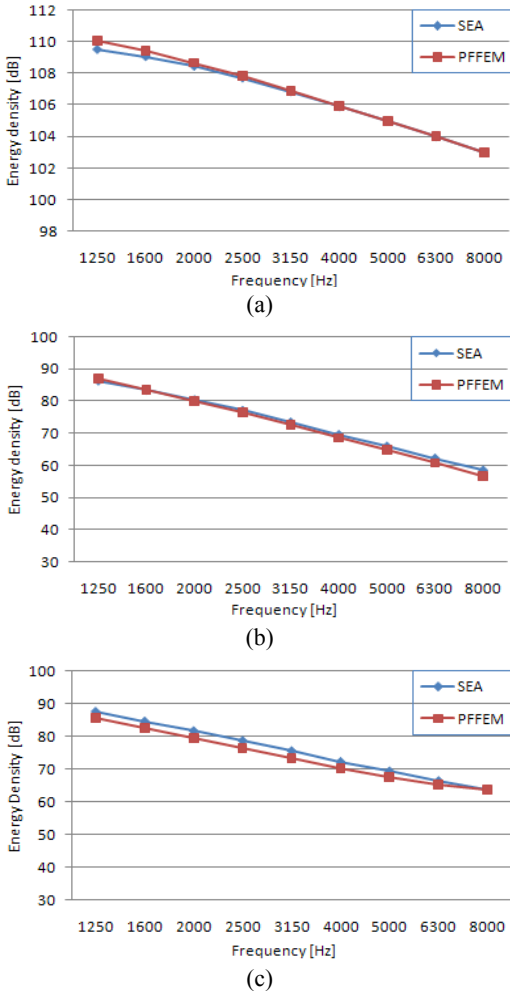 112
110
108
106
104
102
100
98
Energy density [dB]
SEA
PFFEM
1250 1600 2000 2500 3150 4000 5000 6300 8000
Frequency [Hz]
(a)
100
90
80
70
60
50
40
30
Energy density [dB]
SEA
PFFEM
1250 1600 2000 2500 3150 4000 5000 6300 8000
Frequency [Hz]
(b)
100
90
80
70
60
50
40
30
Energy Density [dB]
SEA
PFFEM
1250 1600 2000 2500 3150 4000 5000 6300 8000
Frequency [Hz]
(c)